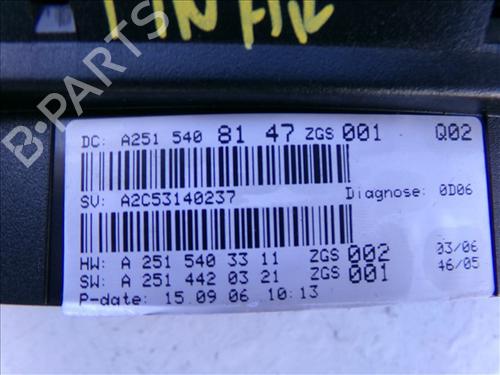 B-PARTS
DC: A251 540 81 47 ZGS 001 Q02
SV: A2C53140237 Diagnose: 0D06
HW: A 251 540 33 11 ZGS 002 03/06
SW: A 251 442 03 21 ZGS 001 46/05
P-date: 15.09.06 10:13